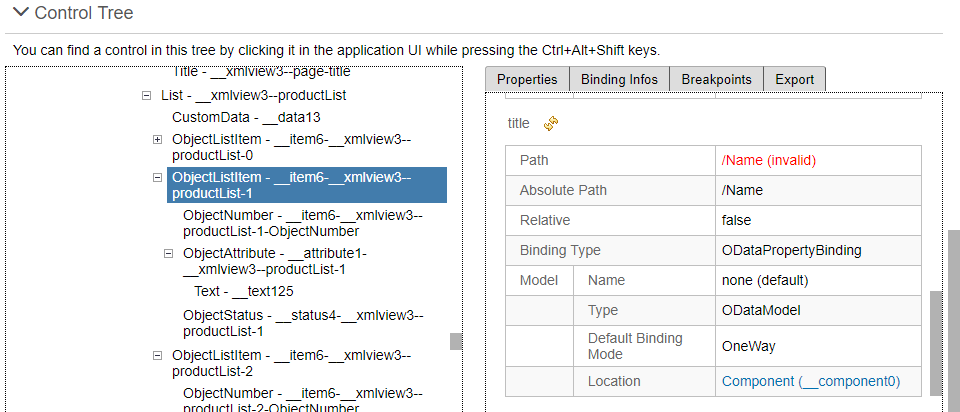 Control Tree
You can find a control in this tree by clicking it in the application UI while pressing the Ctrl+Alt+Shift keys.
Title - __xmlview3--page-title
List - __xmlview3--productList
CustomData - __data13
ObjectListItem - __item6-__xmlview3--
productList-0
ObjectListItem - __item6-__xmlview3--
productList-1
ObjectNumber - __item6-__xmlview3--
productList-1-ObjectNumber
ObjectAttribute - __attribute1-
__xmlview3--productList-1
Text - __text125
ObjectStatus - __status4-__xmlview3--
productList-1
ObjectListItem - __item6-__xmlview3--
productList-2
ObjectNumber - __item6-__xmlview3--
productList-2-ObjectNumber
Properties Binding Infos Breakpoints Export
title
Path /Name (invalid)
Absolute Path /Name
Relative false
Binding Type ODataPropertyBinding
Model Name none (default)
Type ODataModel
Default Binding
Mode OneWay
Location Component (__component0)